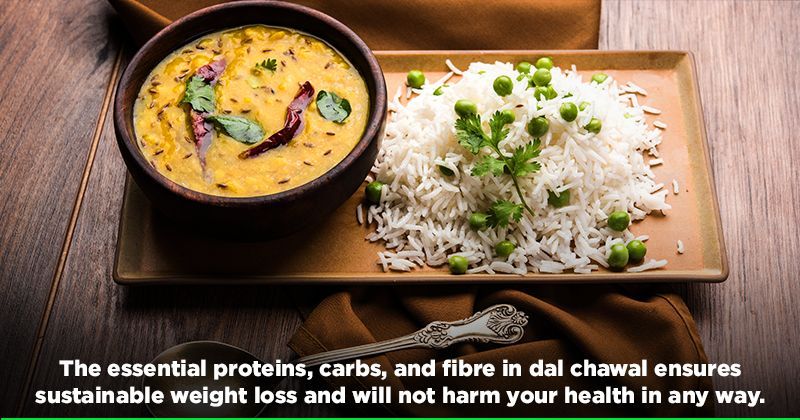 The essential proteins, carbs, and fibre in dal chawal ensures
sustainable weight loss and will not harm your health in any way.